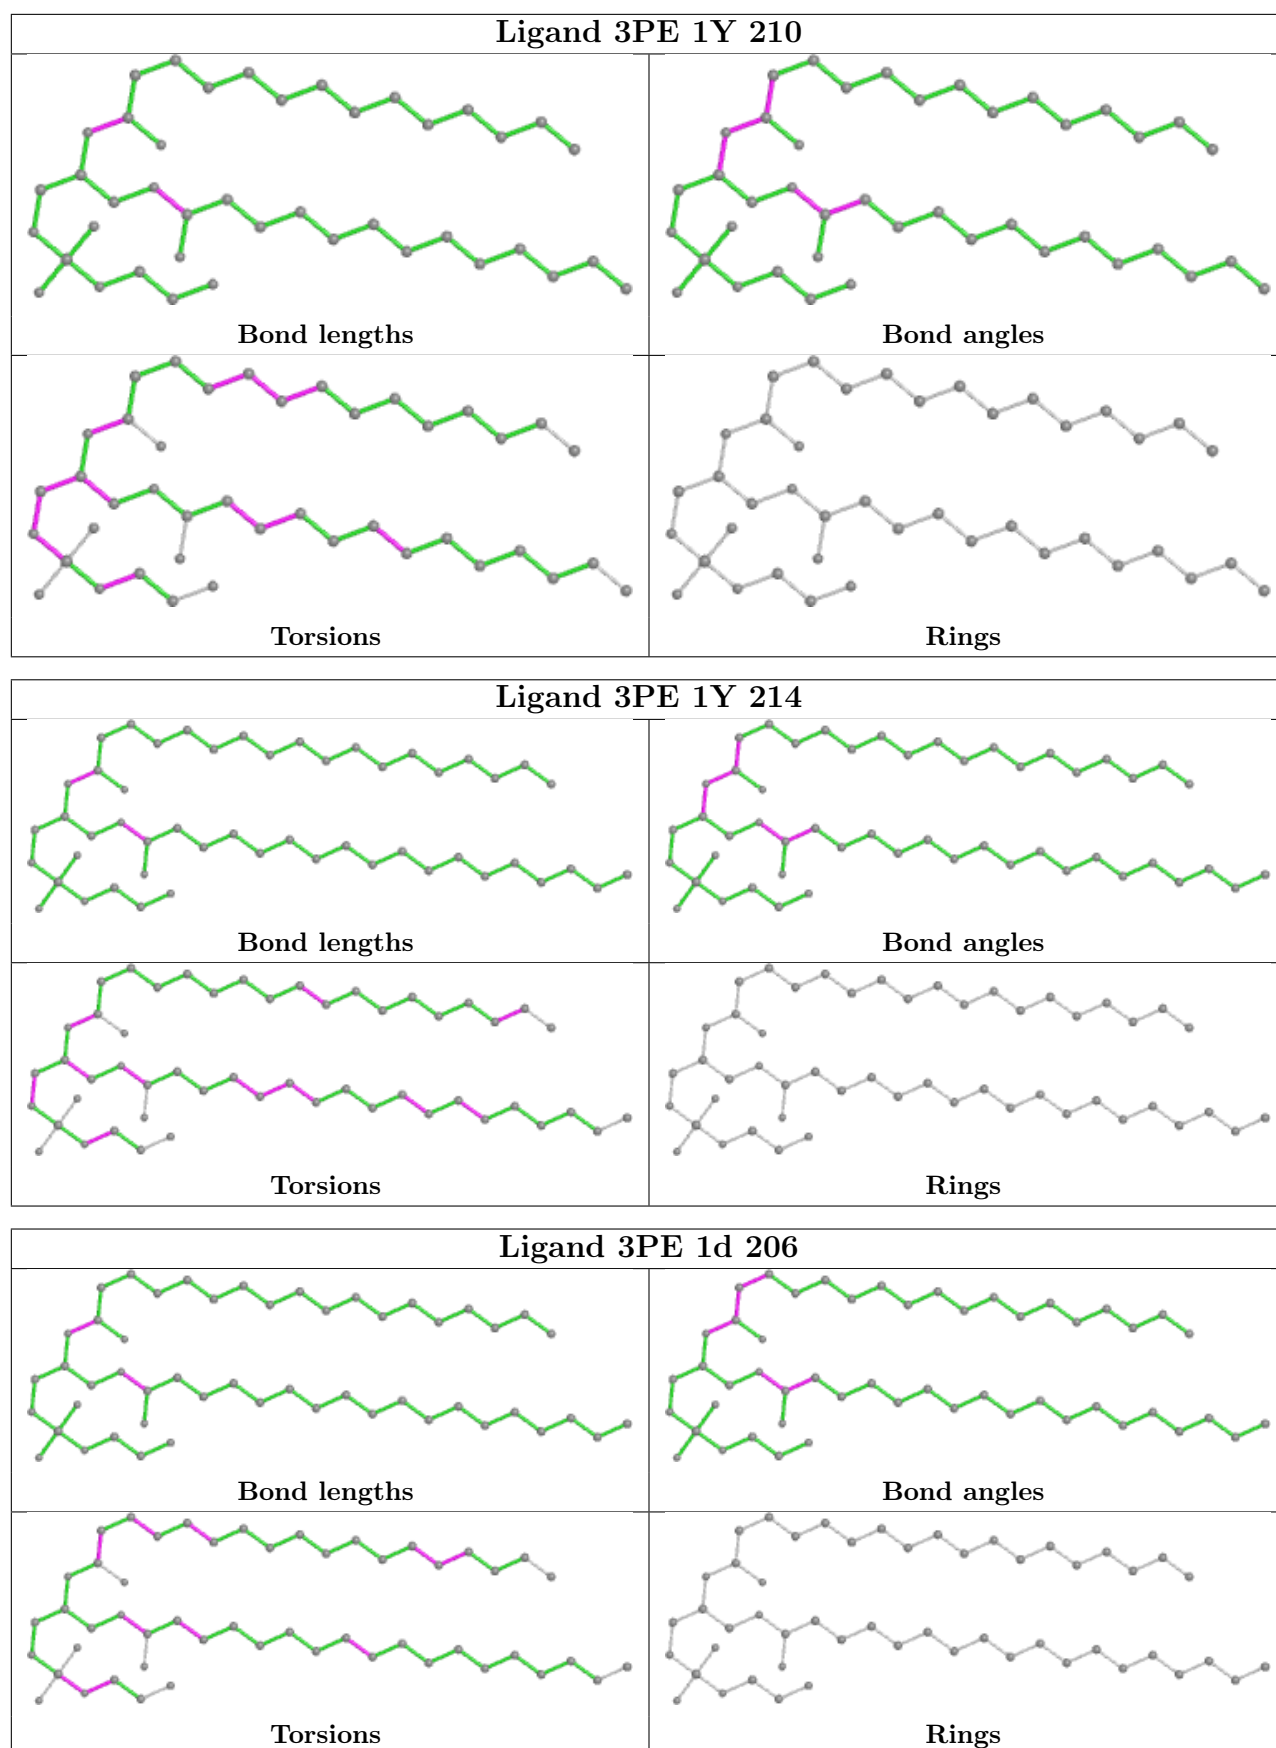 Ligand 3PE 1Y 210
Bond lengths
Bond angles
Torsions
Rings
Ligand 3PE 1Y 214
Bond lengths
Bond angles
Torsions
Rings
Ligand 3PE 1d 206
Bond lengths
Bond angles
Torsions
Rings